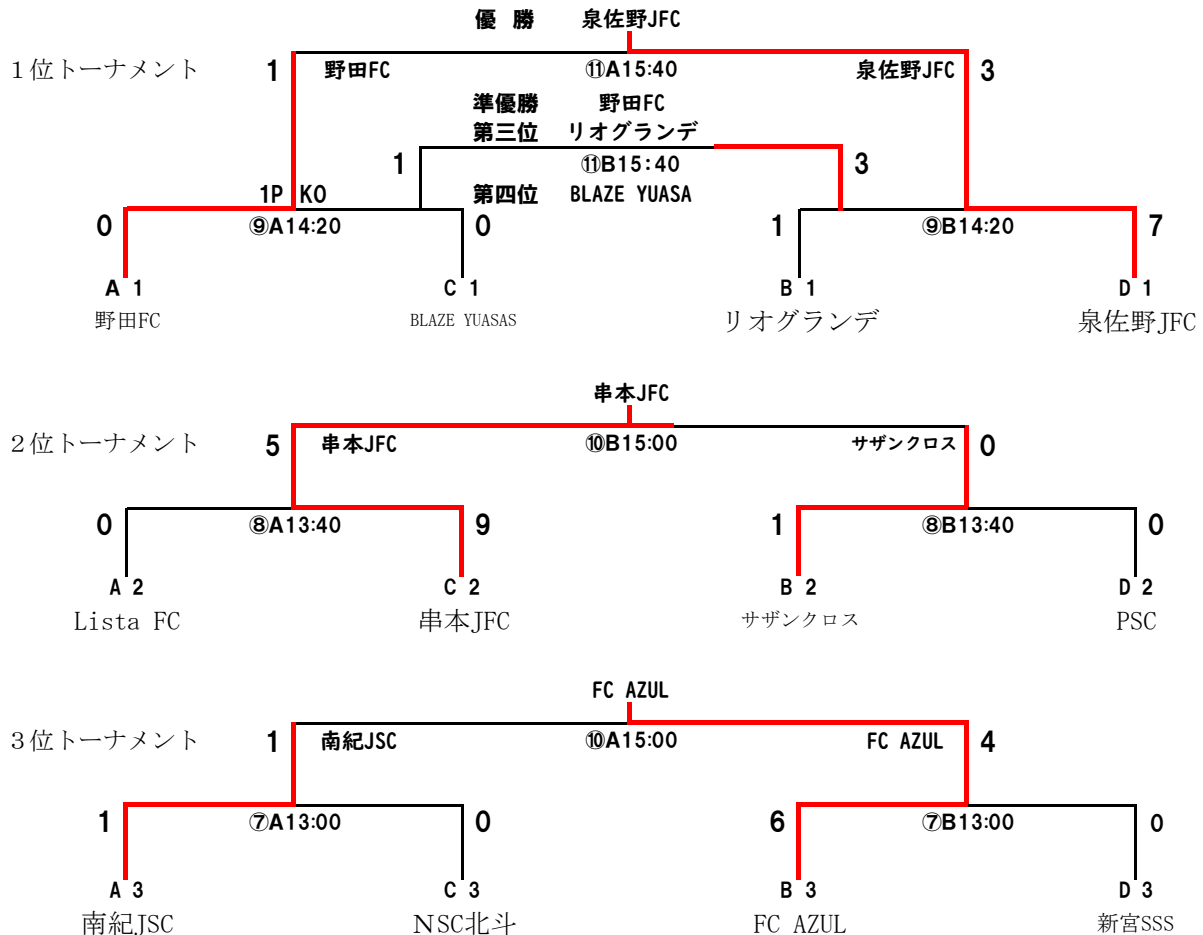 優 勝 泉佐野JFC
１位トーナメント 1 野田FC ⑪A15:40 泉佐野JFC 3
準優勝 野田FC
第三位 リオグランデ
1 ⑪B15:40 3
1P KO 第四位 BLAZE YUASA
0 ⑨A14:20 0 1 ⑨B14:20 7
A 1 C 1 B 1 D 1
野田FC BLAZE YUASAS リオグランデ 泉佐野JFC
串本JFC
２位トーナメント 5 串本JFC ⑩B15:00 サザンクロス 0
0 ⑧A13:40 9 1 ⑧B13:40 0
A 2 C 2 B 2 D 2
Lista FC 串本JFC サザンクロス PSC
FC AZUL
３位トーナメント 1 南紀JSC ⑩A15:00 FC AZUL 4
1 ⑦A13:00 0 6 ⑦B13:00 0
A 3 C 3 B 3 D 3
南紀JSC NSC北斗 FC AZUL 新宮SSS